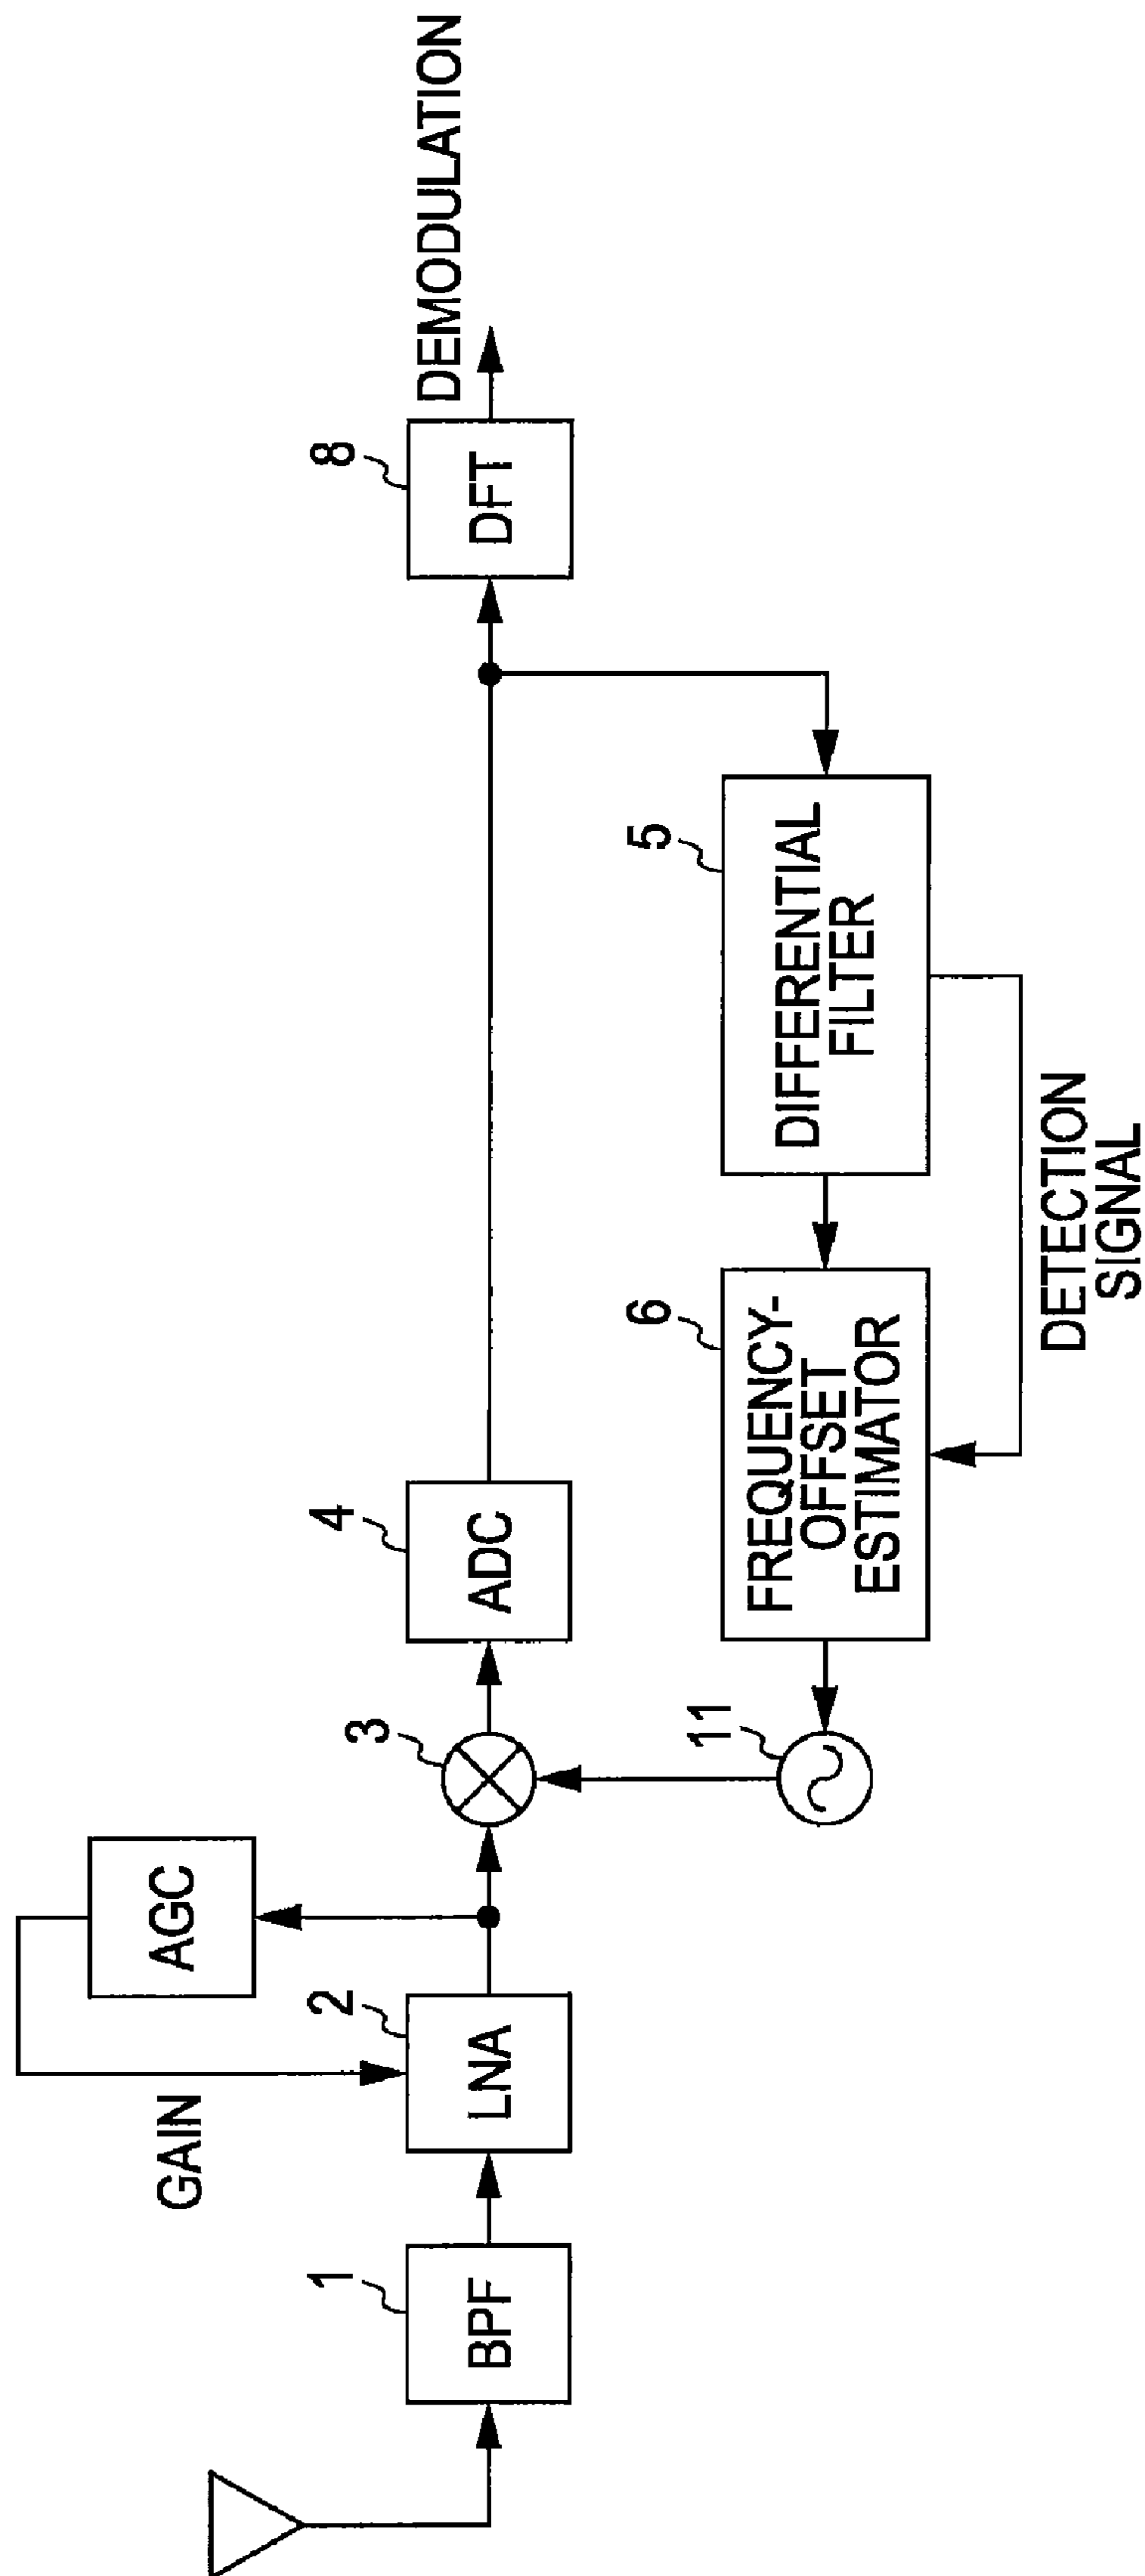 GAIN
AGC
1
BPF
2
LNA
3
4
ADC
8
DFT
DEMODULATION
11
6
FREQUENCY-
OFFSET
ESTIMATOR
5
DIFFERENTIAL
FILTER
DETECTION
SIGNAL